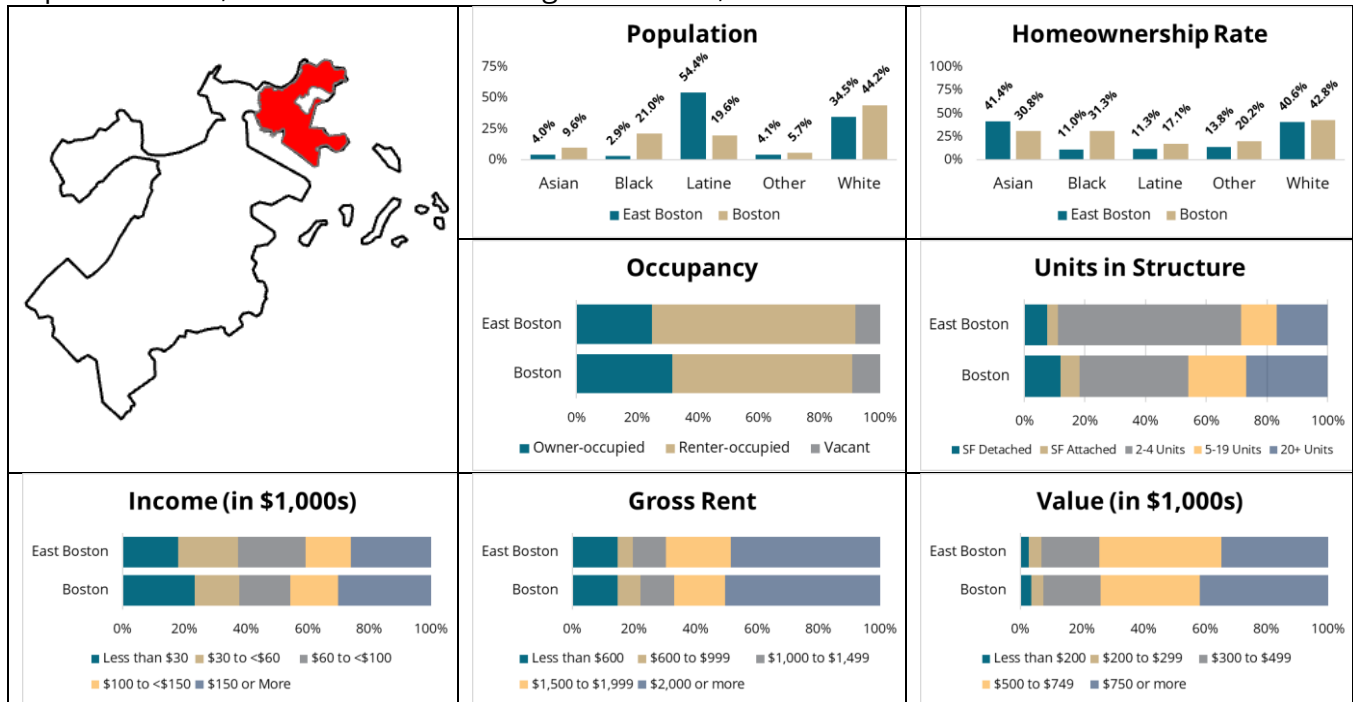 Population
75%
50%
25%
0%
4.0%
9.6%
2.9%
21.0%
54.4%
19.6%
4.1%
5.7%
34.5%
44.2%
Asian Black Latine Other White
East Boston Boston
Homeownership Rate
100%
75%
50%
25%
0%
41.4%
30.8%
11.0%
31.3%
11.3%
17.1%
13.8%
20.2%
40.6%
42.8%
Asian Black Latine Other White
East Boston Boston
Occupancy
East Boston
Boston
0% 20% 40% 60% 80% 100%
Owner-occupied Renter-occupied Vacant
Units in Structure
East Boston
Boston
0% 20% 40% 60% 80% 100%
SF Detached SF Attached 2-4 Units 5-19 Units 20+ Units
Income (in $1,000s)
East Boston
Boston
0% 20% 40% 60% 80% 100%
Less than $30 $30 to <$60 $60 to <$100
$100 to <$150 $150 or More
Gross Rent
East Boston
Boston
0% 20% 40% 60% 80% 100%
Less than $600 $600 to $999 $1,000 to $1,499
$1,500 to $1,999 $2,000 or more
Value (in $1,000s)
East Boston
Boston
0% 20% 40% 60% 80% 100%
Less than $200 $200 to $299 $300 to $499
$500 to $749 $750 or more